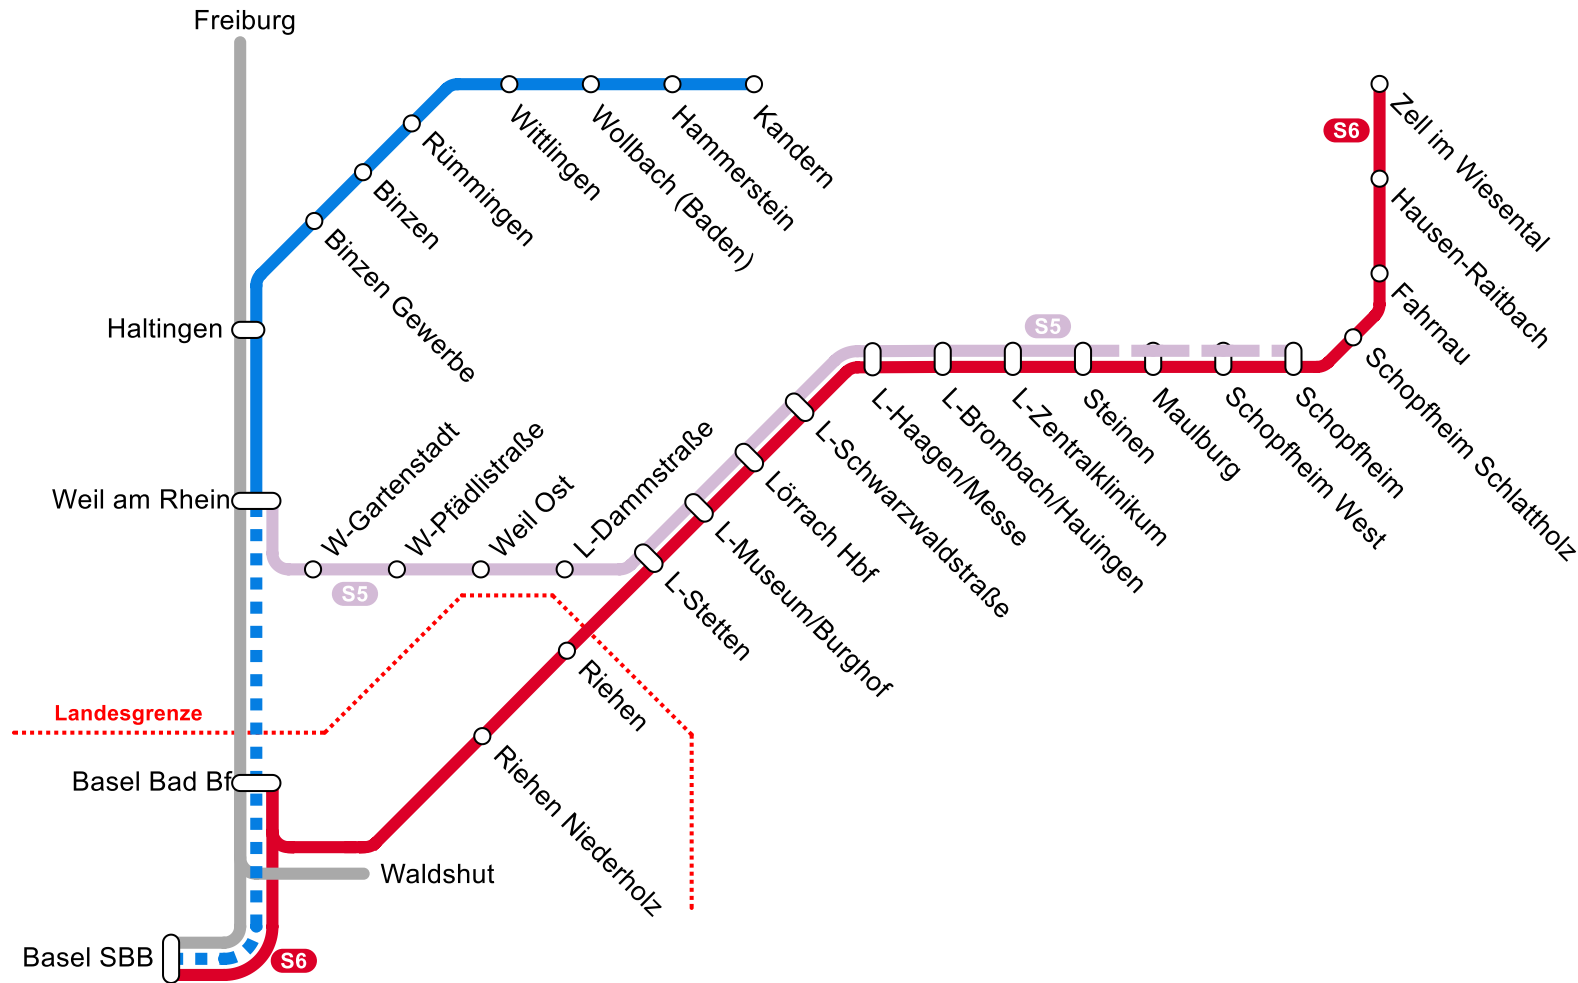 Freiburg
Wittlingen
Wollbach (Baden)
Hammerstein
Kandern
Rümmingen
Binzen
Binzen Gewerbe
Haltingen
Weil am Rhein
W-Gartenstadt
W-Pfädlistraße
Weil Ost
L-Dammstraße
S5
S5
S6
Zell im Wiesental
Hausen-Raitbach
Fahrnau
Schopfheim Schlattholz
Schopfheim
Schopfheim West
Maulburg
Steinen
L-Zentralklinikum
L-Brombach/Hauingen
L-Haagen/Messe
L-Schwarzwaldstraße
Lörrach Hbf
L-Museum/Burghof
L-Stetten
Riehen
Riehen Niederholz
Landesgrenze
Basel Bad Bf
Waldshut
Basel SBB
S6